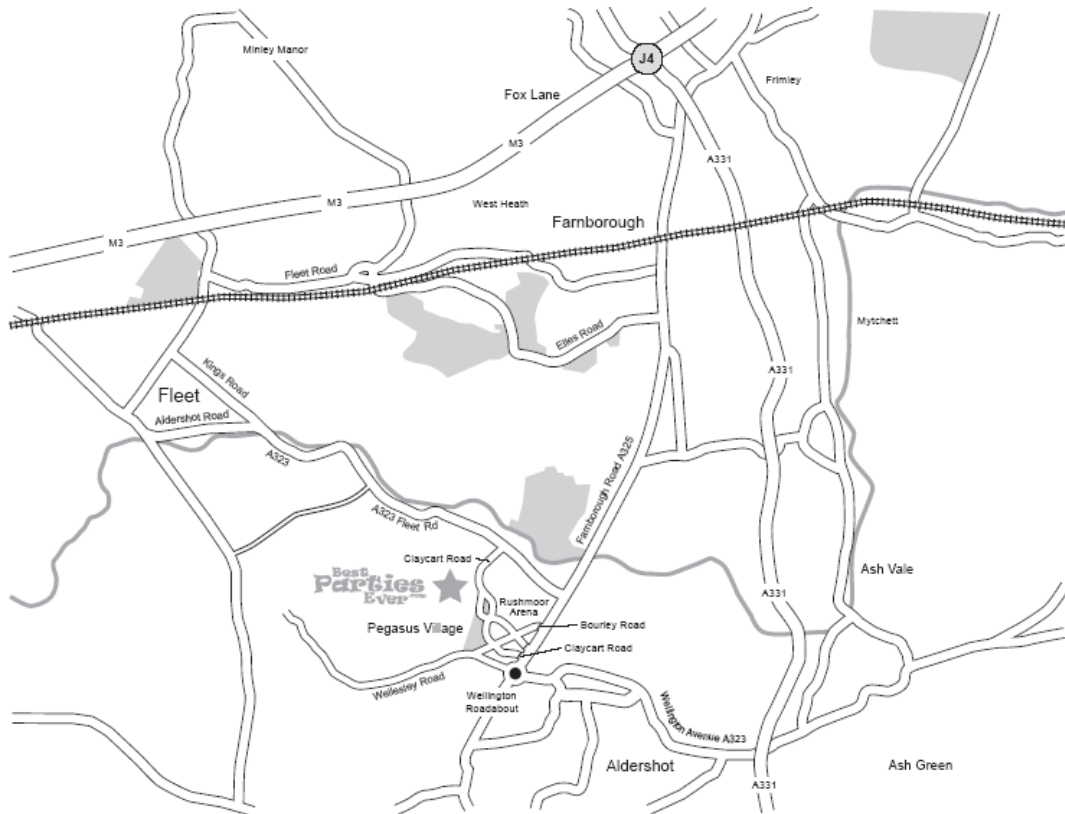 Minley Manor
J4
Frimley
Fox Lane
M3
A331
M3
West Heath
Farnborough
M3
Fleet Road
Mytchett
Elles Road
Kings Road
A331
Fleet
Aldershot Road
A323
Farnborough Road A325
A323 Fleet Rd
Claycart Road
Ash Vale
Best
Parties
Ever
A331
Rushmoor
Arena
Pegasus Village
Bourley Road
Claycart Road
Wellesley Road
Wellington
Roadabout
Wellington Avenue A323
Aldershot
Ash Green
A331